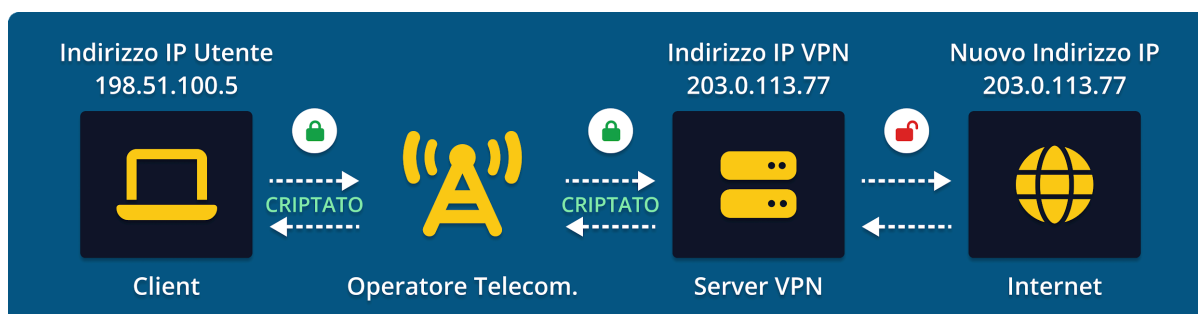 Indirizzo IP Utente
198.51.100.5
Indirizzo IP VPN
203.0.113.77
Nuovo Indirizzo IP
203.0.113.77
CRIPTATO
CRIPTATO
Client
Operatore Telecom.
Server VPN
Internet